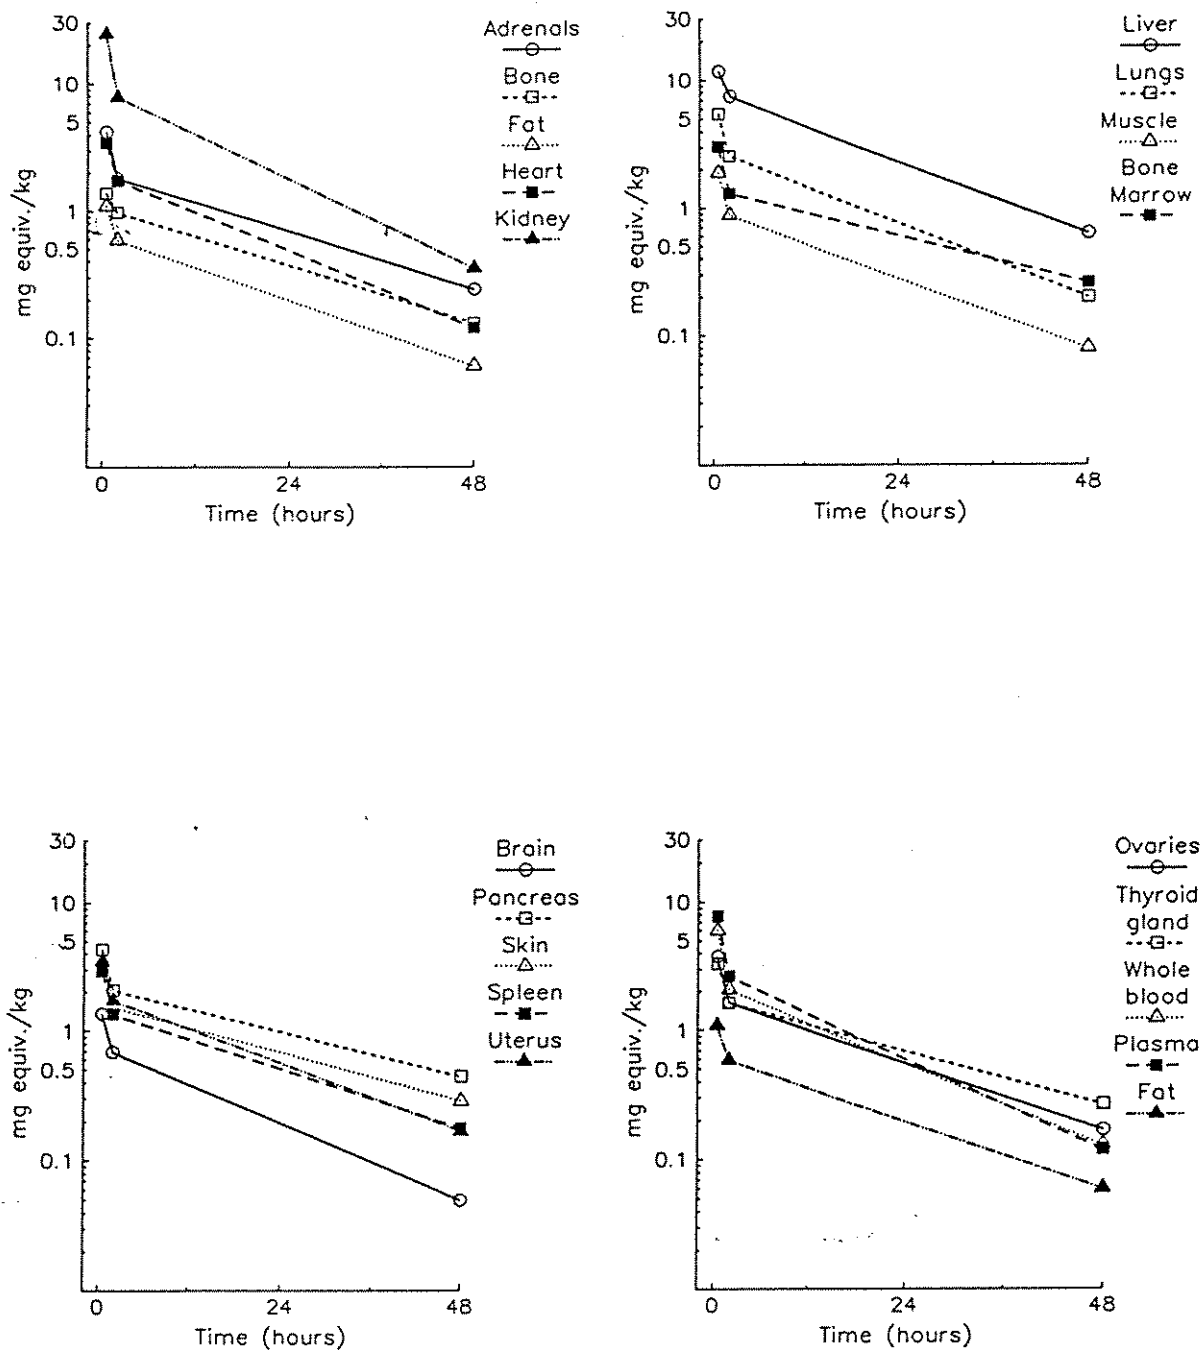 30
10
5
1
0.5
0.1
mg equiv./kg
0
24
48
Time (hours)
Adrenals
Bone
Fat
Heart
Kidney
30
10
5
1
0.5
0.1
mg equiv./kg
0
24
48
Time (hours)
Liver
Lungs
Muscle
Bone
Marrow
30
10
5
1
0.5
0.1
mg equiv./kg
0
24
48
Time (hours)
Brain
Pancreas
Skin
Spleen
Uterus
30
10
5
1
0.5
0.1
mg equiv./kg
0
24
48
Time (hours)
Ovaries
Thyroid
gland
Whole
blood
Plasma
Fat